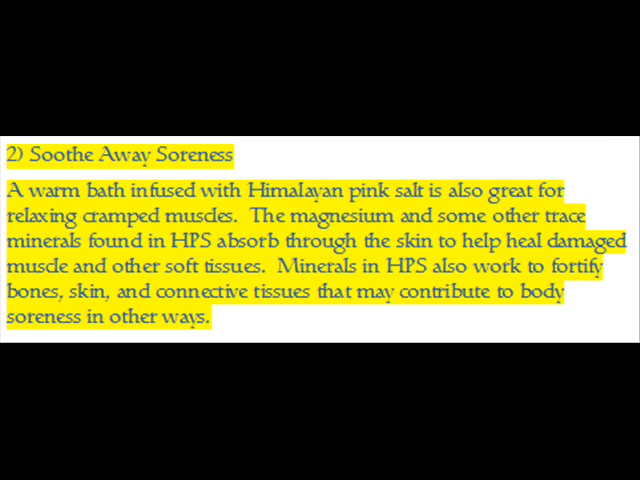 2) Soothe Away Soreness
A warm bath infused with Himalayan pink salt is also great for
relaxing cramped muscles.  The magnesium and some other trace
minerals found in HPS absorb through the skin to help heal damaged
muscle and other soft tissues.  Minerals in HPS also work to fortify
bones, skin, and connective tissues that may contribute to body
soreness in other ways.